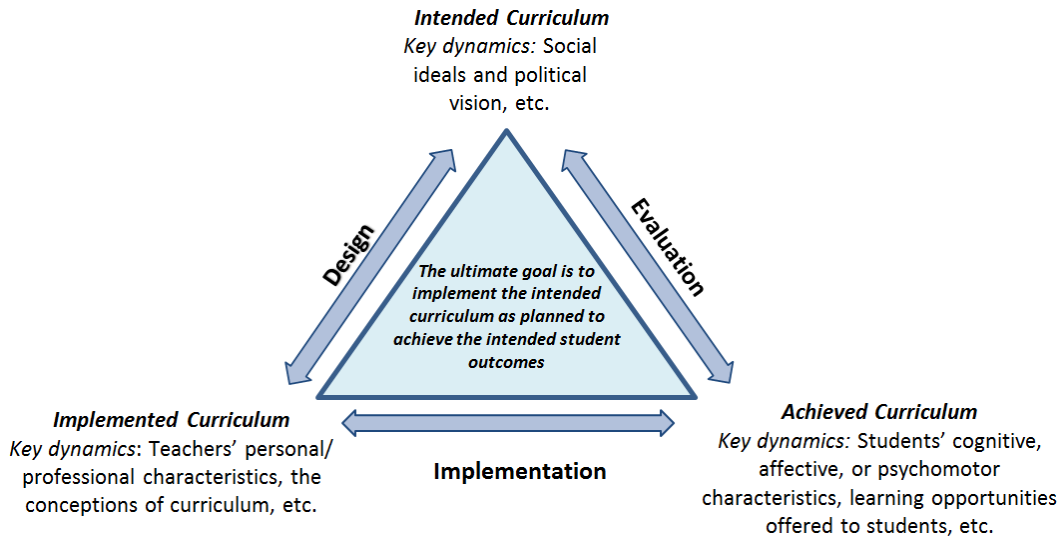 Intended Curriculum
Key dynamics: Social
ideals and political
vision, etc.
Design
Evaluation
The ultimate goal is to
implement the intended
curriculum as planned to
achieve the intended student
outcomes
Implemented Curriculum
Key dynamics: Teachers’ personal/
professional characteristics, the
conceptions of curriculum, etc.
Implementation
Achieved Curriculum
Key dynamics: Students’ cognitive,
affective, or psychomotor
characteristics, learning opportunities
offered to students, etc.